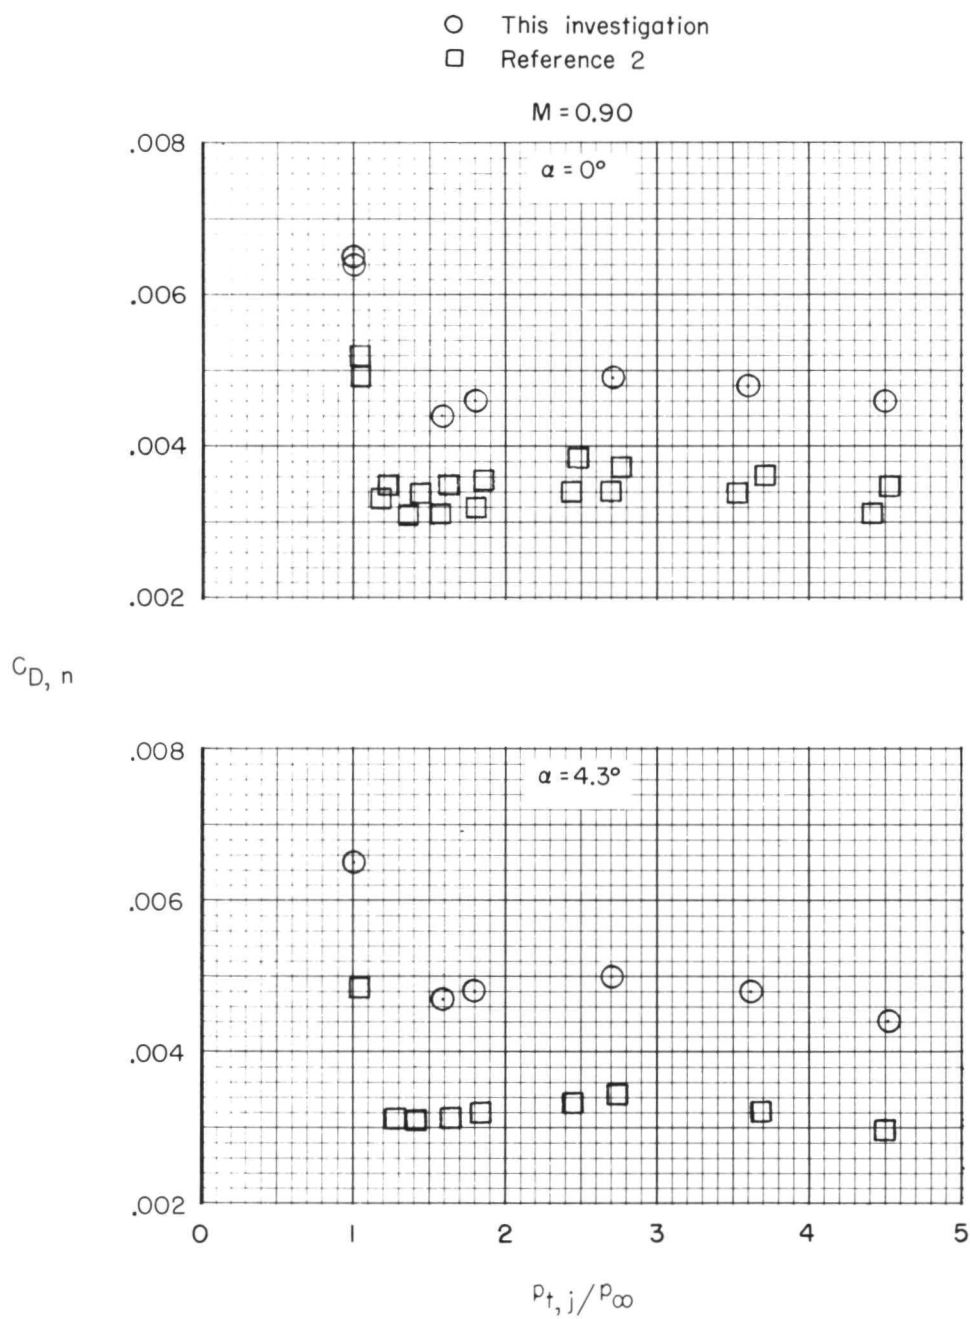 ○ This investigation
□ Reference 2
M = 0.90
α = 0°
.008
.006
.004
.002
C_D, n
α = 4.3°
.008
.006
.004
.002
0 1 2 3 4 5
p_t, j/p_∞